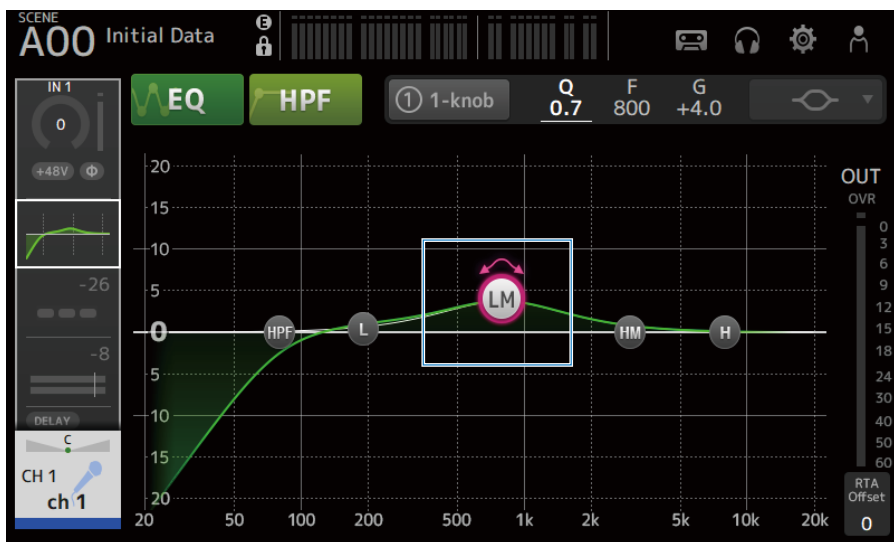 SCENE
A00 Initial Data
E
EQ
HPF
1 1-knob
Q
0.7
F
800
G
+4.0
IN 1
0
+48V
Φ
-26
-8
DELAY
C
CH 1
ch 1
20
15
10
5
0
5
10
15
20
HPF
L
LM
HM
H
20 50 100 200 500 1k 2k 5k 10k 20k
OUT
OVR
0
3
6
9
12
15
18
24
30
40
50
60
RTA
Offset
0